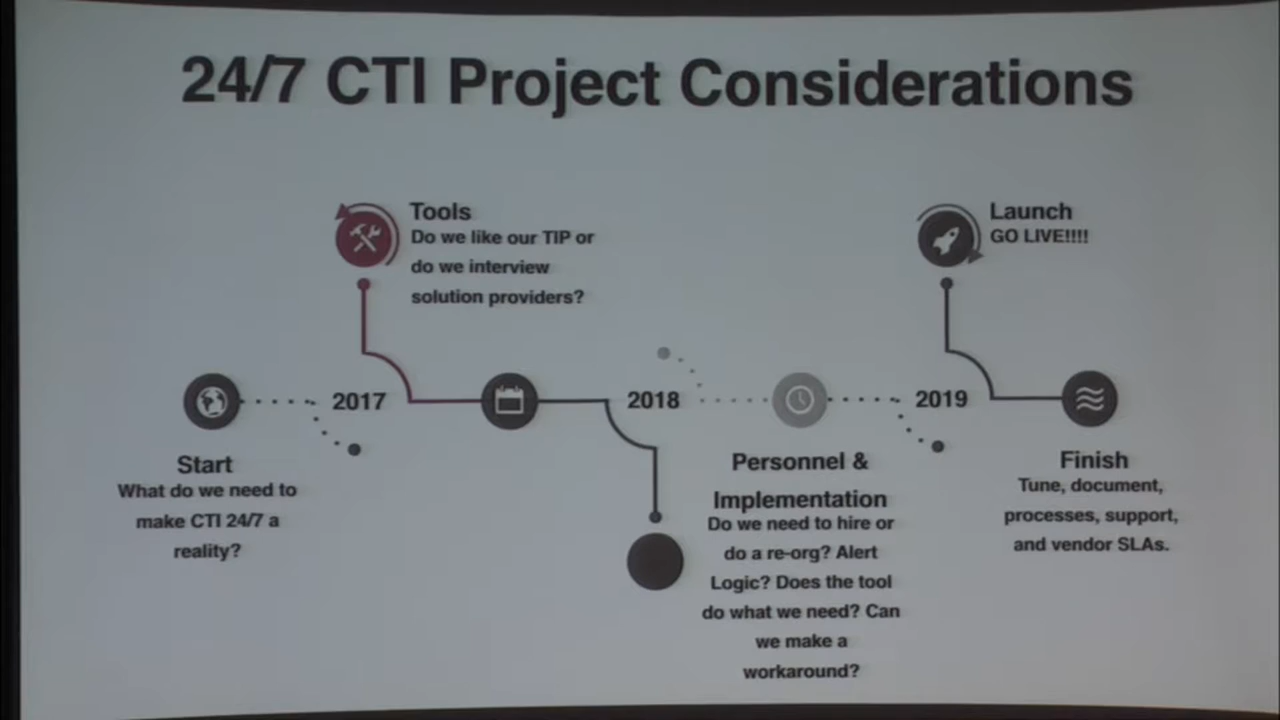 24/7 CTI Project Considerations
Tools
Do we like our TIP or
do we interview
solution providers?
Launch
GO LIVE!!!!
2017
2018
2019
Start
What do we need to
make CTI 24/7 a
reality?
Personnel &
Implementation
Do we need to hire or
do a re-org? Alert
Logic? Does the tool
do what we need? Can
we make a
workaround?
Finish
Tune, document,
processes, support,
and vendor SLAs.